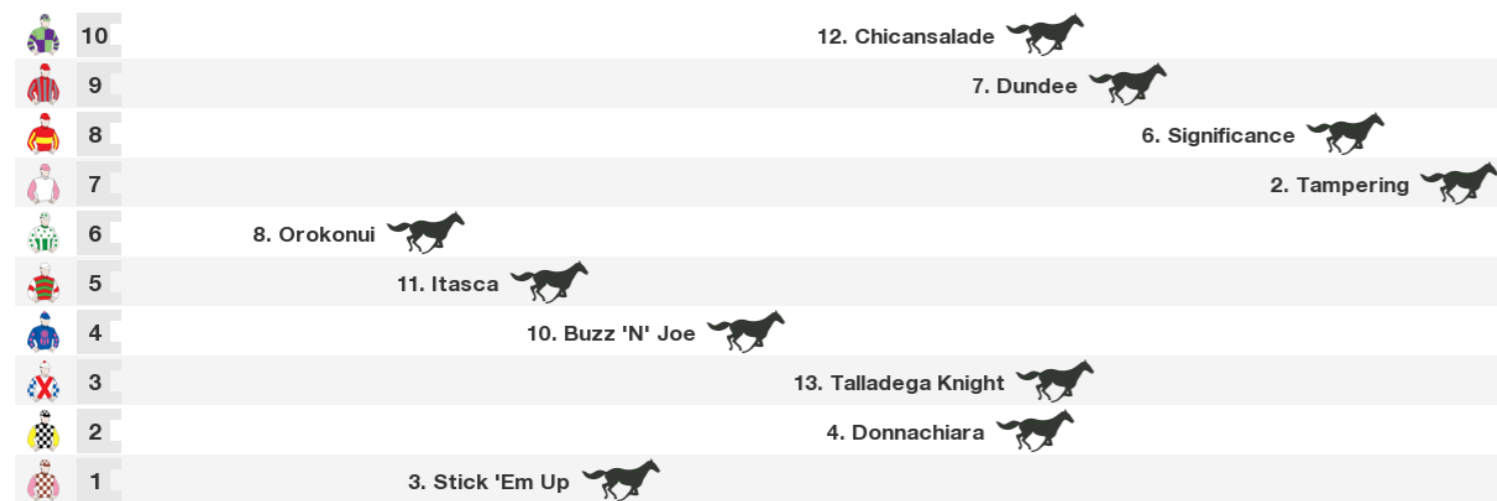 10 12. Chicansalade
9 7. Dundee
8 6. Significance
7 2. Tampering
6 8. Orokonui
5 11. Itasca
4 10. Buzz 'N' Joe
3 13. Talladega Knight
2 4. Donnachiara
1 3. Stick 'Em Up